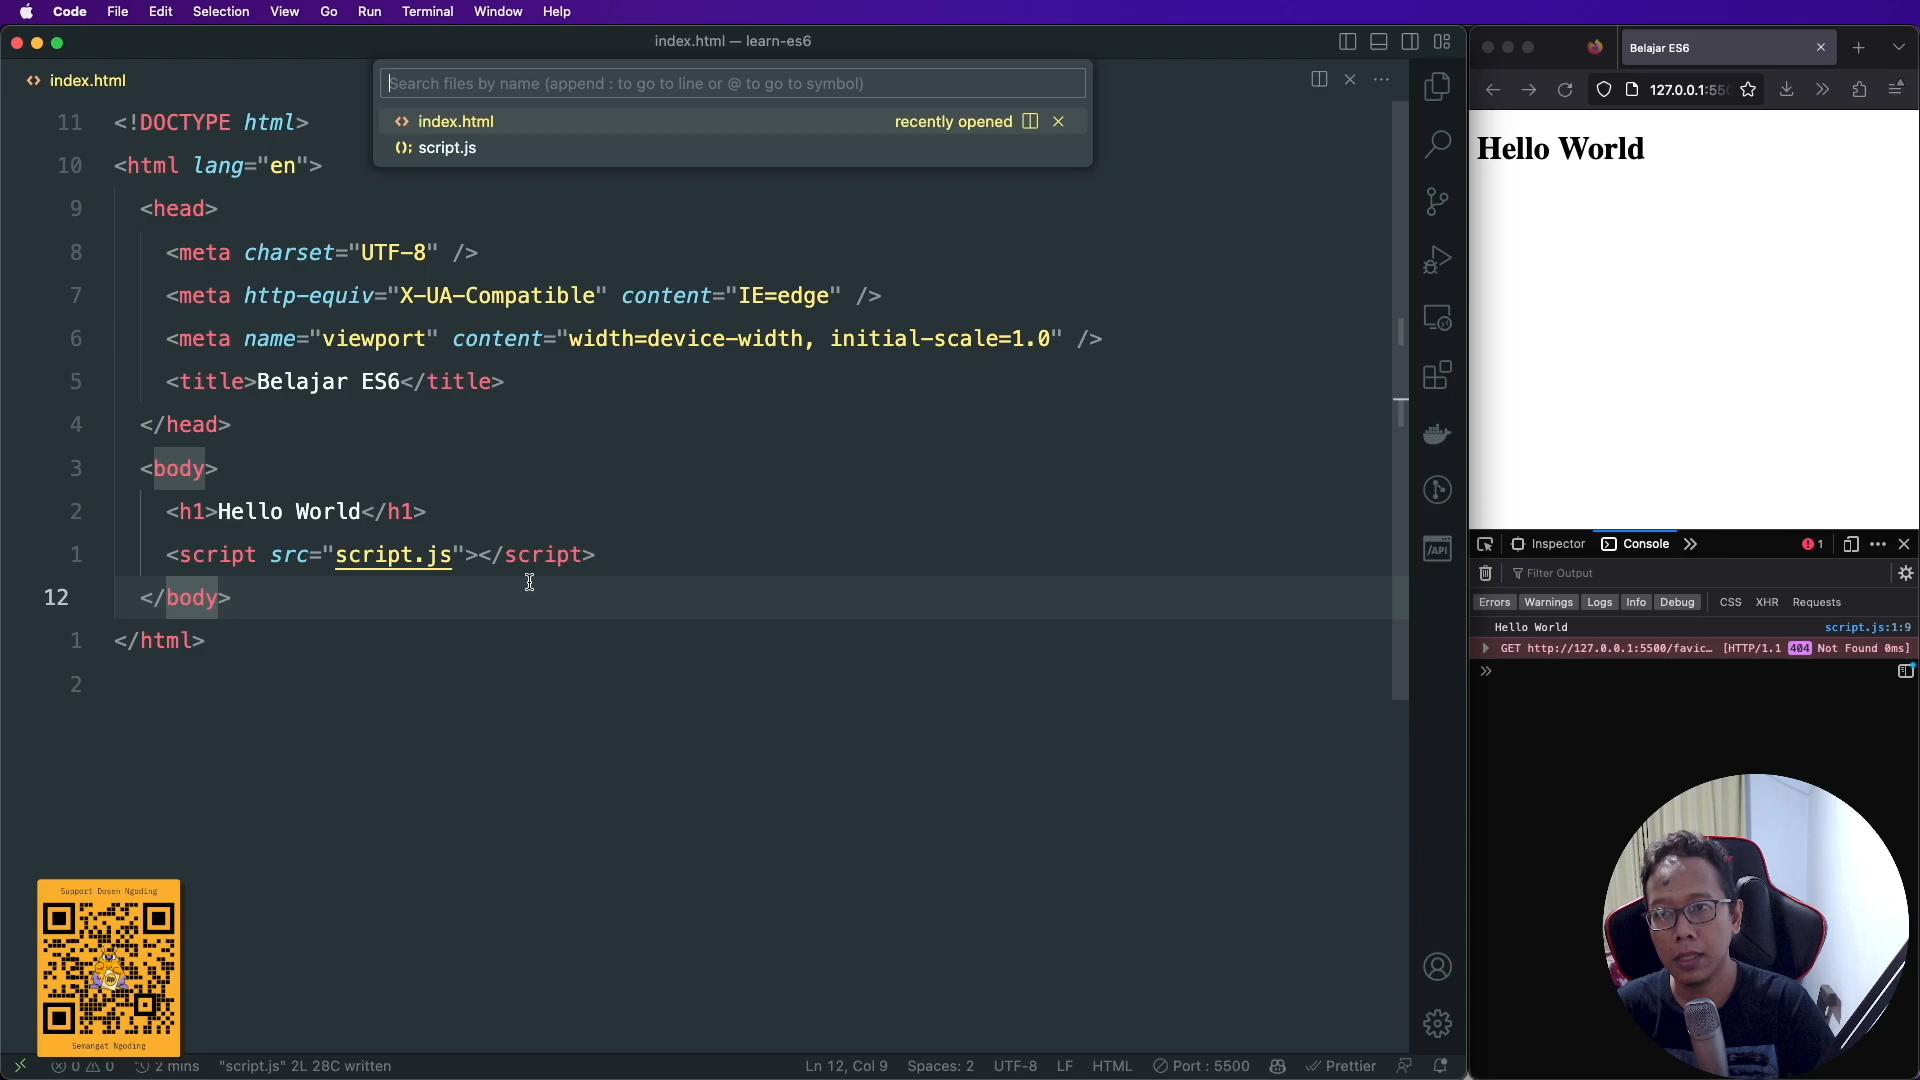 Code File Edit Selection View Go Run Terminal Window Help
index.html — learn-es6
index.html
Search files by name (append : to go to line or @ to go to symbol)
index.html recently opened
script.js
11 <!DOCTYPE html>
10 <html lang="en">
9 <head>
8 <meta charset="UTF-8" />
7 <meta http-equiv="X-UA-Compatible" content="IE=edge" />
6 <meta name="viewport" content="width=device-width, initial-scale=1.0" />
5 <title>Belajar ES6</title>
4 </head>
3 <body>
2 <h1>Hello World</h1>
1 <script src="script.js"></script>
12 </body>
1 </html>
2
Support Dosen Ngoding
Semangat Ngoding
0 0 2 mins "script.js" 2L 28C written Ln 12, Col 9 Spaces: 2 UTF-8 LF HTML Port : 5500 Prettier
API
Belajar ES6
127.0.0.1:550
Hello World
Inspector Console 1
Filter Output
Errors Warnings Logs Info Debug CSS XHR Requests
Hello World script.js:1:9
GET http://127.0.0.1:5500/favic… [HTTP/1.1 404 Not Found 0ms]